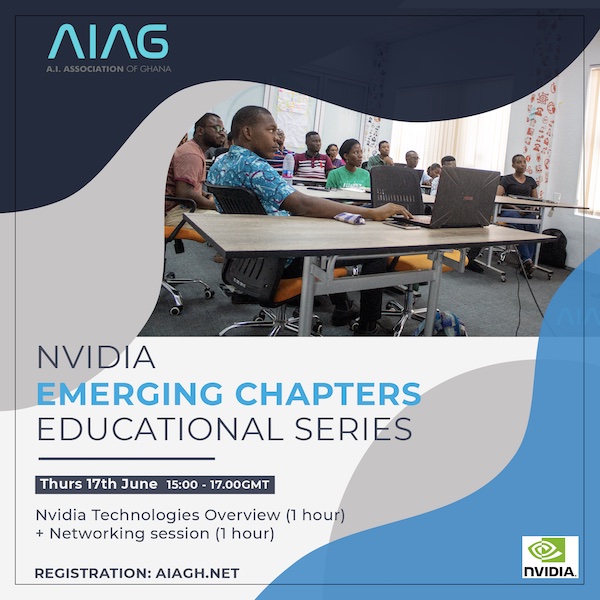 AIAG
A.I. ASSOCIATION OF GHANA
NVIDIA
EMERGING CHAPTERS
EDUCATIONAL SERIES
Thurs 17th June 15:00 - 17.00GMT
Nvidia Technologies Overview (1 hour)
+ Networking session (1 hour)
REGISTRATION: AIAGH.NET
NVIDIA.